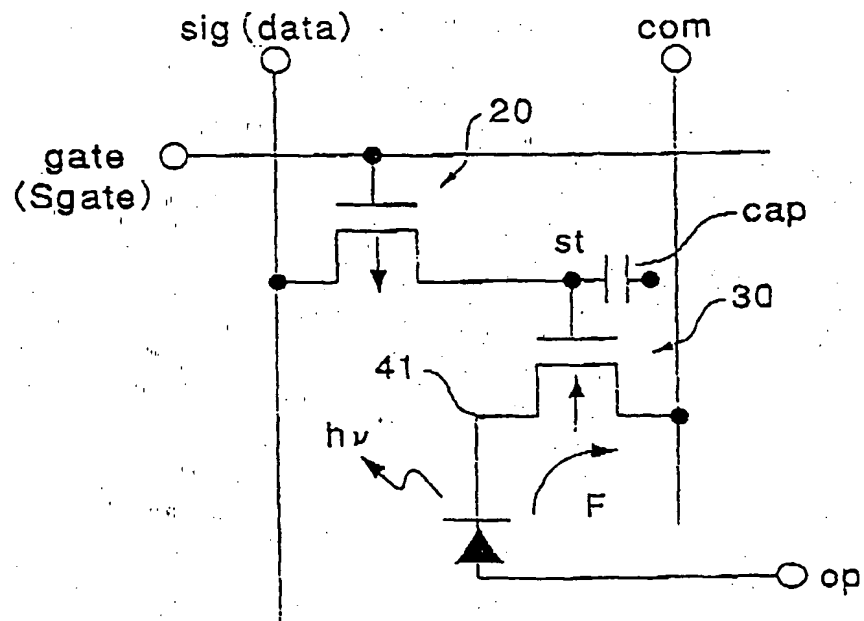 sig (data)
com
20
gate
(Sgate)
cap
st
30
41
hν
F
op